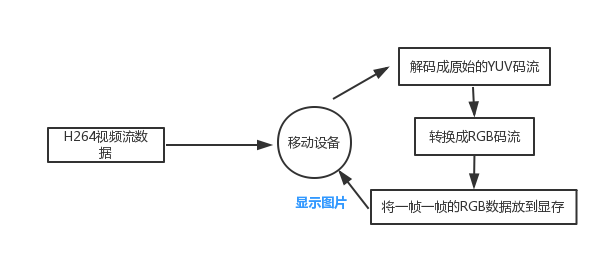 H264视频流数
据
移动设备
解码成原始的YUV码流
转换成RGB码流
将一帧一帧的RGB数据放到显存
显示图片